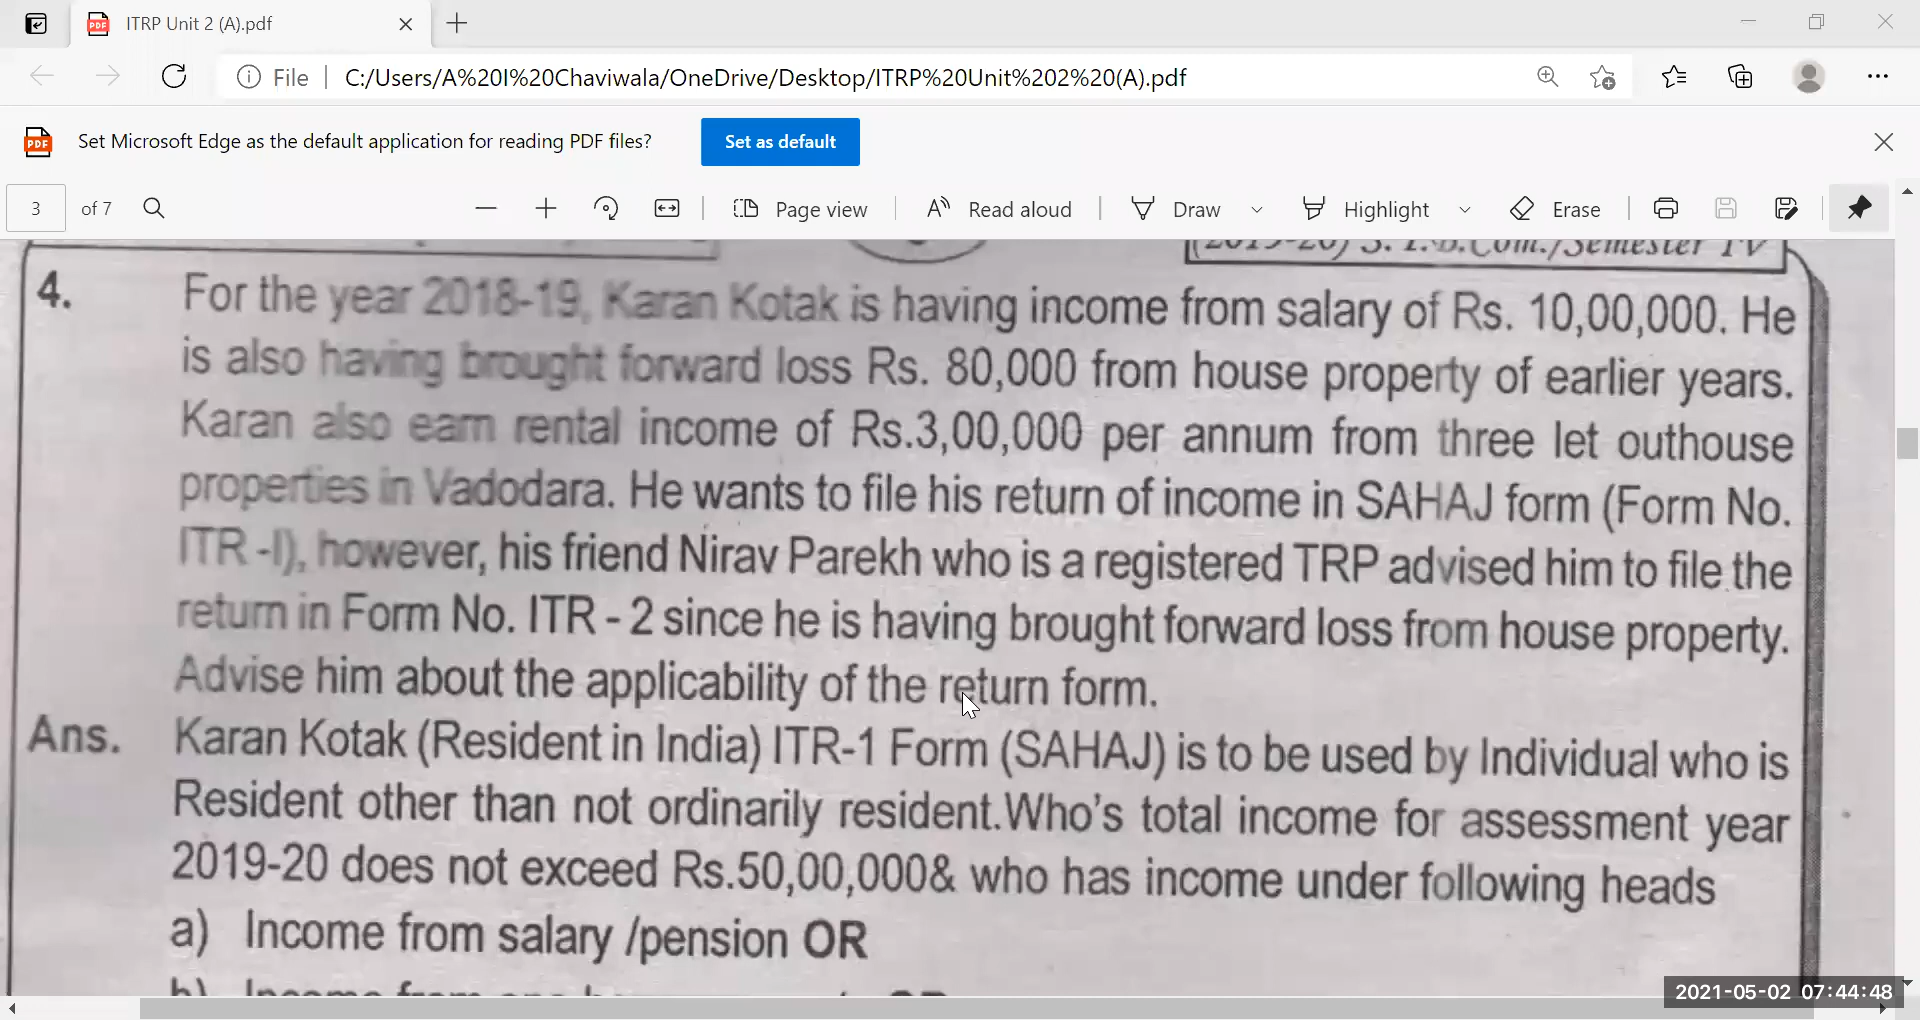 ITRP Unit 2 (A).pdf
File
C:/Users/A%20I%20Chaviwala/OneDrive/Desktop/ITRP%20Unit%202%20(A).pdf
PDF Set Microsoft Edge as the default application for reading PDF files? Set as default
3 of 7 Page view Read aloud Draw Highlight Erase
(2019-20) S. Y. B.Com./Semester IV
4. For the year 2018-19, Karan Kotak is having income from salary of Rs. 10,00,000. He
is also having brought forward loss Rs. 80,000 from house property of earlier years.
Karan also earn rental income of Rs.3,00,000 per annum from three let outhouse
properties in Vadodara. He wants to file his return of income in SAHAJ form (Form No.
ITR -I), however, his friend Nirav Parekh who is a registered TRP advised him to file the
return in Form No. ITR - 2 since he is having brought forward loss from house property.
Advise him about the applicability of the return form.
Ans. Karan Kotak (Resident in India) ITR-1 Form (SAHAJ) is to be used by Individual who is
Resident other than not ordinarily resident.Who's total income for assessment year
2019-20 does not exceed Rs.50,00,000& who has income under following heads
a) Income from salary /pension OR
2021-05-02 07:44:48